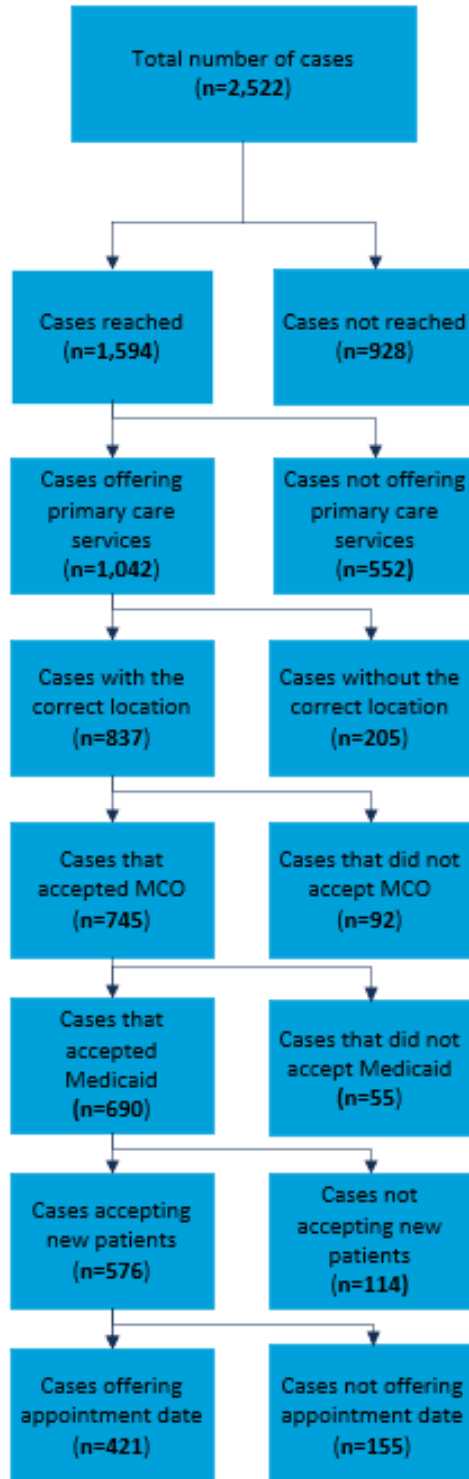 Total number of cases
(n=2,522)
Cases reached
(n=1,594)
Cases not reached
(n=928)
Cases offering
primary care
services
(n=1,042)
Cases not offering
primary care
services
(n=552)
Cases with the
correct location
(n=837)
Cases without the
correct location
(n=205)
Cases that
accepted MCO
(n=745)
Cases that did not
accept MCO
(n=92)
Cases that
accepted
Medicaid
(n=690)
Cases that did not
accept Medicaid
(n=55)
Cases accepting
new patients
(n=576)
Cases not
accepting new
patients
(n=114)
Cases offering
appointment date
(n=421)
Cases not offering
appointment date
(n=155)